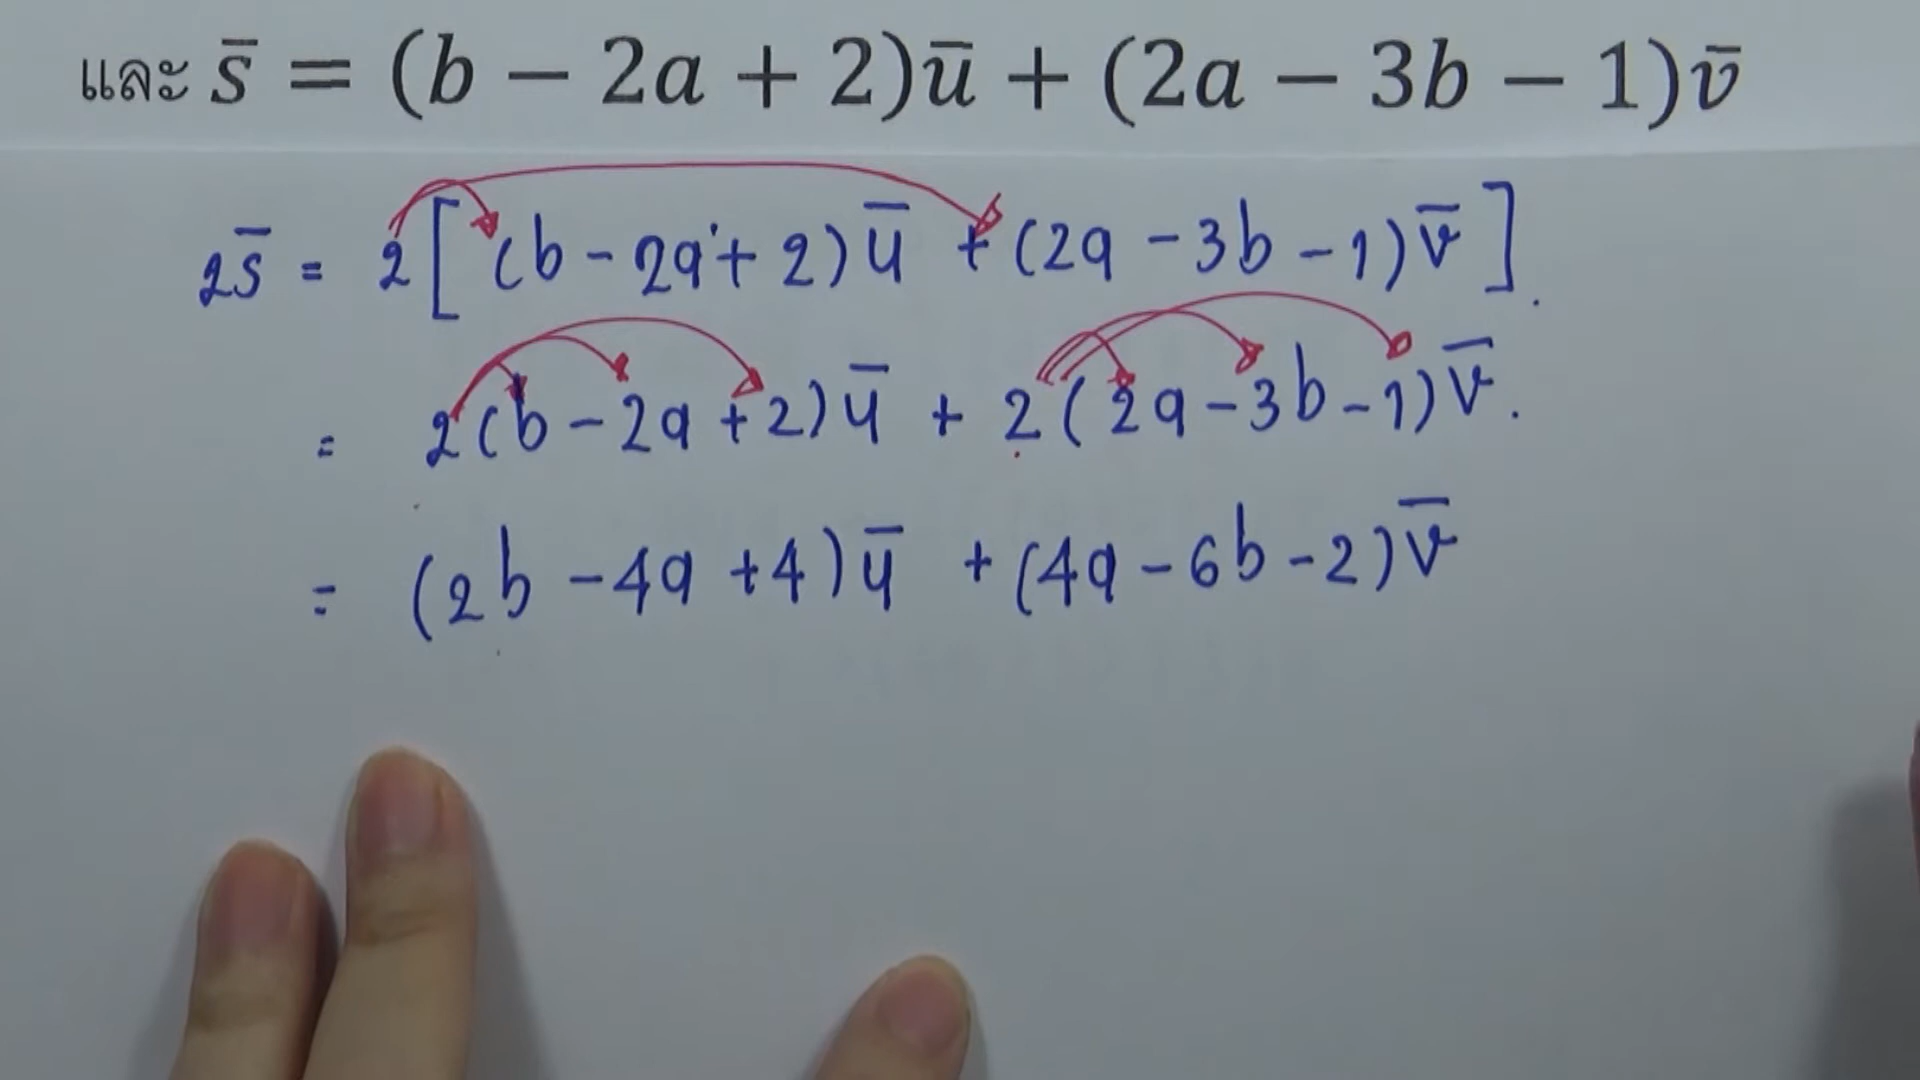 และ s̄ = (b − 2a + 2)ū + (2a − 3b − 1)v̄
2s̄ = 2[(b - 2a + 2)ū + (2a - 3b - 1)v̄].
= 2(b - 2a + 2)ū + 2(2a - 3b - 1)v̄.
= (2b - 4a + 4)ū + (4a - 6b - 2)v̄